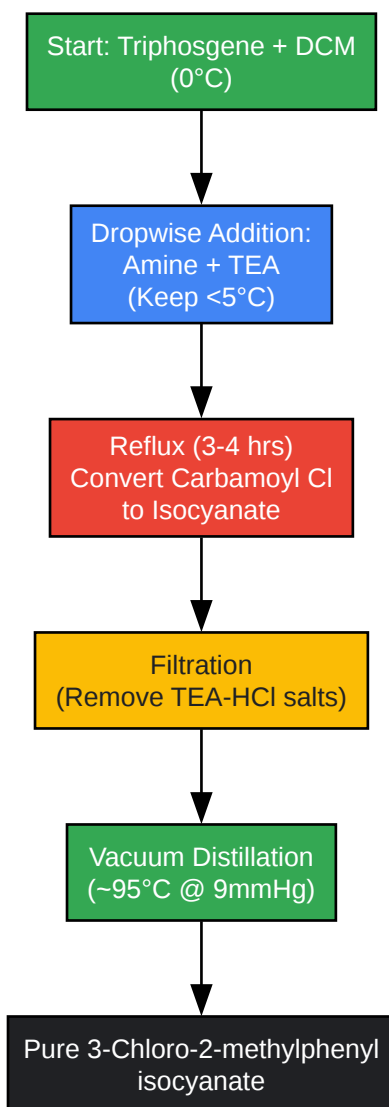 Start: Triphosgene + DCM
(0°C)
Dropwise Addition:
Amine + TEA
(Keep <5°C)
Reflux (3-4 hrs)
Convert Carbamoyl Cl
to Isocyanate
Filtration
(Remove TEA-HCl salts)
Vacuum Distillation
(~95°C @ 9mmHg)
Pure 3-Chloro-2-methylphenyl
isocyanate